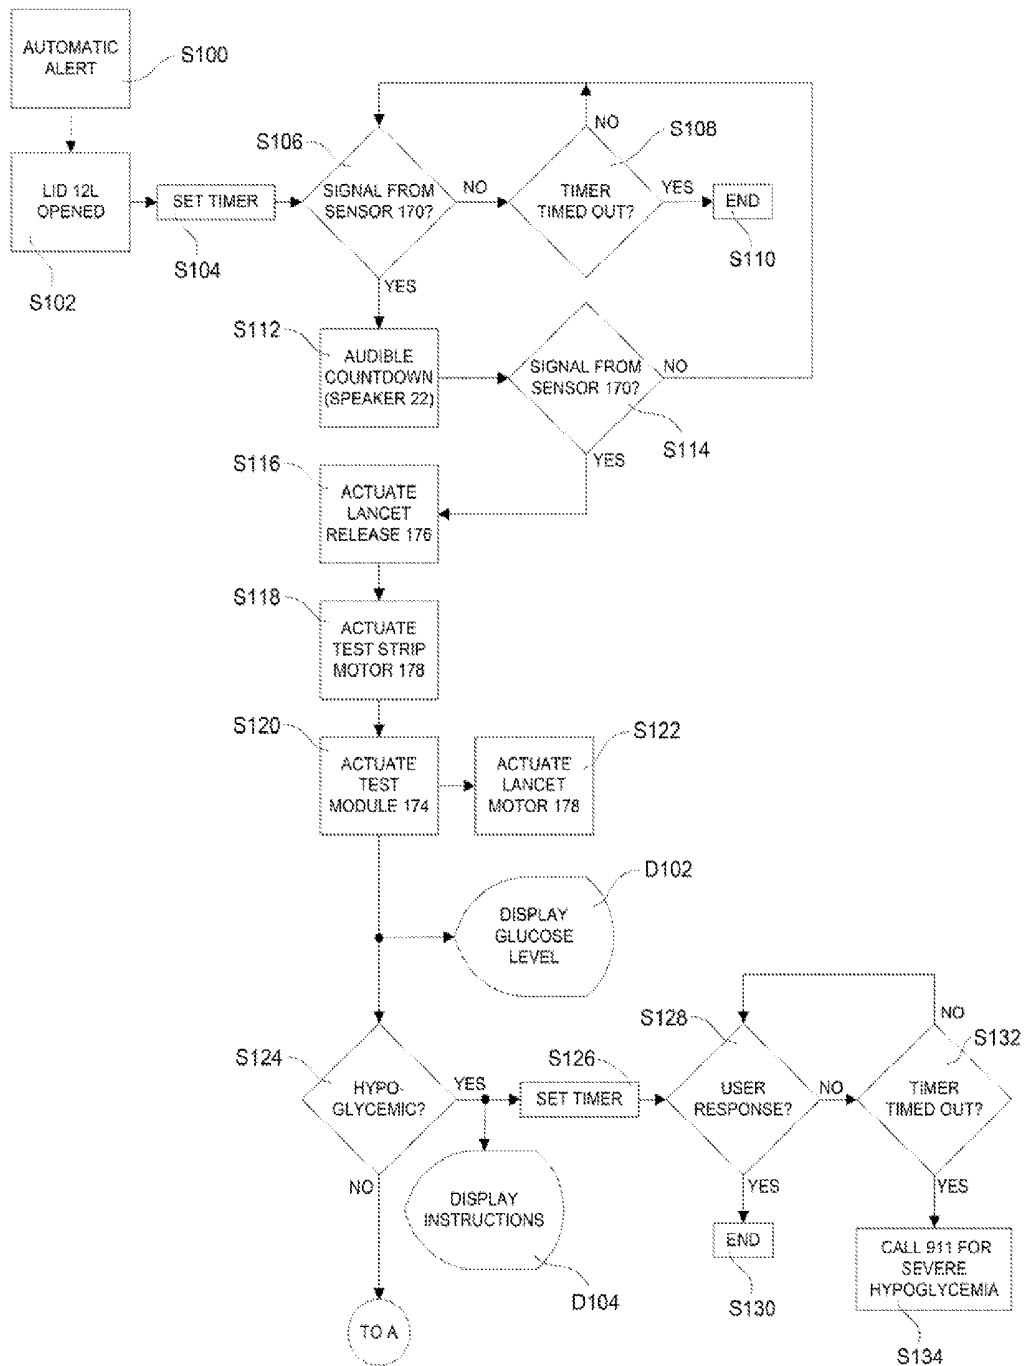 AUTOMATIC
ALERT
S100
LID 12L
OPENED
S102
SET TIMER
S104
S106
SIGNAL FROM
SENSOR 170?
NO
YES
S108
TIMER
TIMED OUT?
NO
YES
END
S110
S112
AUDIBLE
COUNTDOWN
(SPEAKER 22)
SIGNAL FROM
SENSOR 170?
NO
S114
YES
S116
ACTUATE
LANCET
RELEASE 176
S118
ACTUATE
TEST STRIP
MOTOR 178
S120
ACTUATE
TEST
MODULE 174
S122
ACTUATE
LANCET
MOTOR 178
D102
DISPLAY
GLUCOSE
LEVEL
S124
HYPO-
GLYCEMIC?
YES
NO
S126
SET TIMER
S128
USER
RESPONSE?
NO
YES
S132
NO
TIMER
TIMED OUT?
YES
DISPLAY
INSTRUCTIONS
D104
END
S130
CALL 911 FOR
SEVERE
HYPOGLYCEMIA
S134
TO A